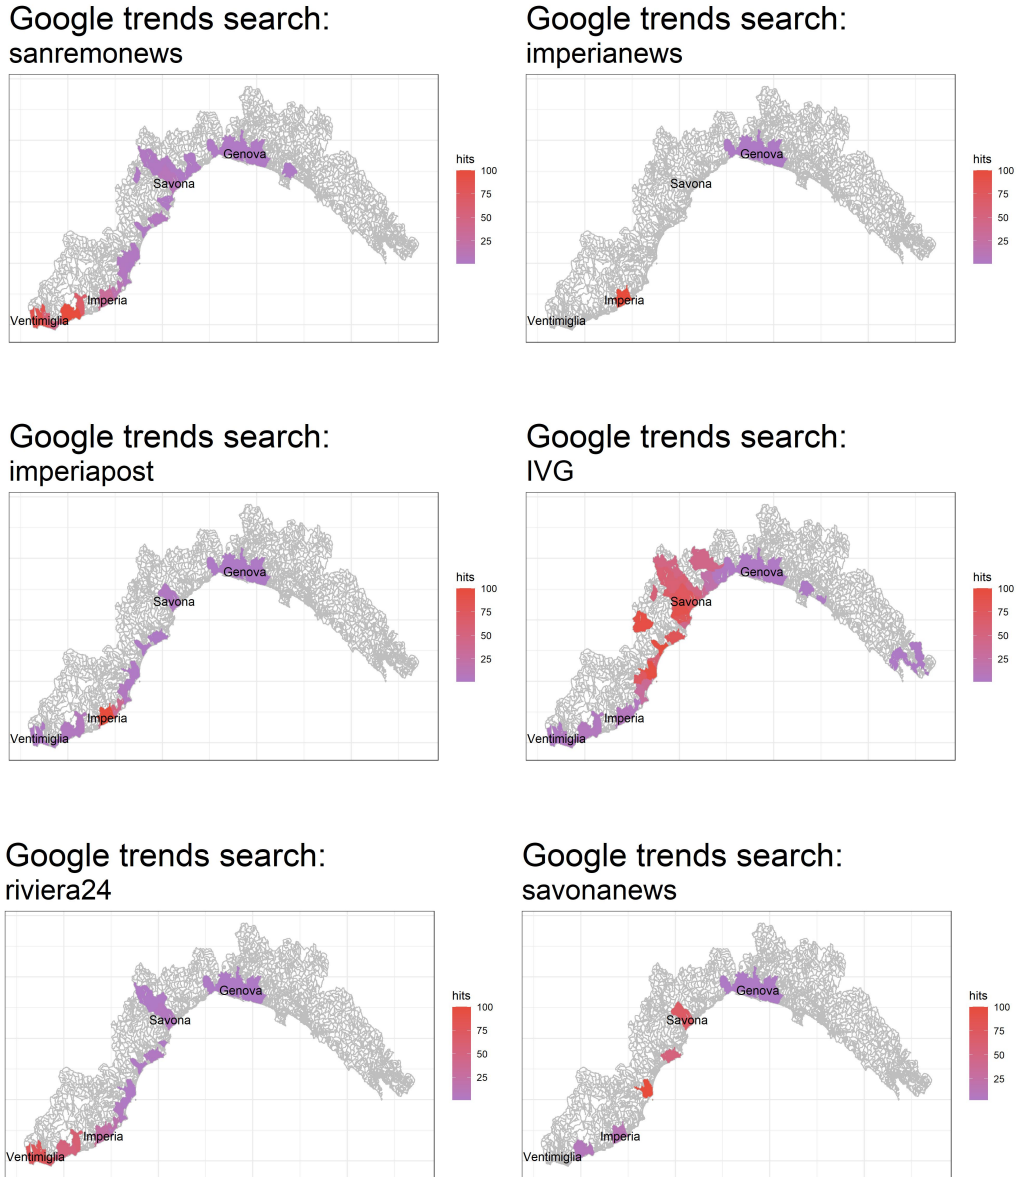 Google trends search:
sanremonews
Genova
Savona
Imperia
Ventimiglia
hits
100
75
50
25
Google trends search:
imperianews
Genova
Savona
Imperia
Ventimiglia
hits
100
75
50
25
Google trends search:
imperiapost
Genova
Savona
Imperia
Ventimiglia
hits
100
75
50
25
Google trends search:
IVG
Genova
Savona
Imperia
Ventimiglia
hits
100
75
50
25
Google trends search:
riviera24
Genova
Savona
Imperia
Ventimiglia
hits
100
75
50
25
Google trends search:
savonanews
Genova
Savona
Imperia
Ventimiglia
hits
100
75
50
25